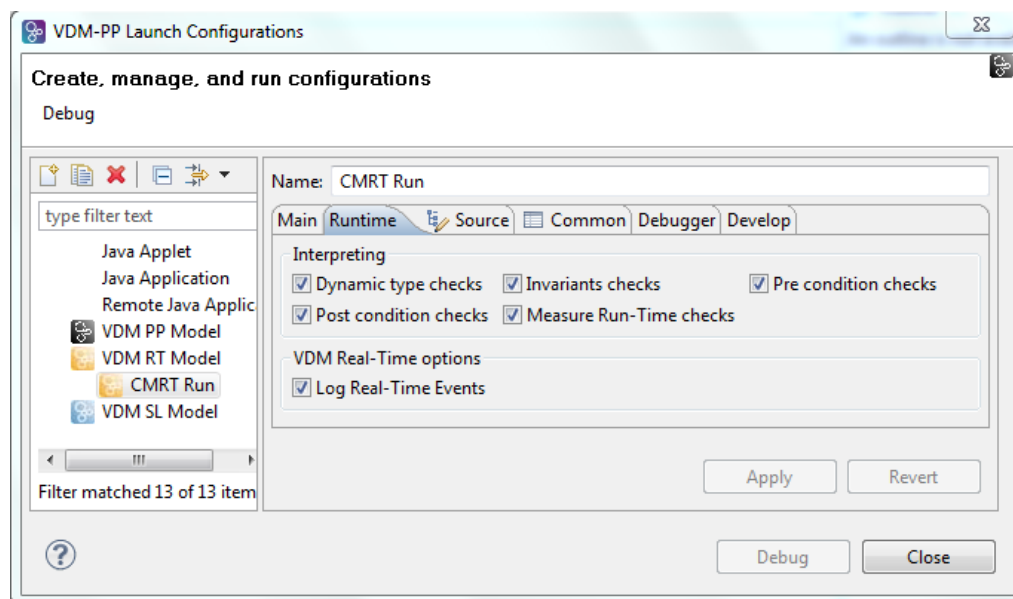 VDM-PP Launch Configurations
Create, manage, and run configurations
Debug
Name: CMRT Run
type filter text
Main Runtime Source Common Debugger Develop
Java Applet
Java Application
Remote Java Applic
VDM PP Model
VDM RT Model
CMRT Run
VDM SL Model
Filter matched 13 of 13 item
Interpreting
Dynamic type checks Invariants checks Pre condition checks
Post condition checks Measure Run-Time checks
VDM Real-Time options
Log Real-Time Events
Apply Revert
? Debug Close